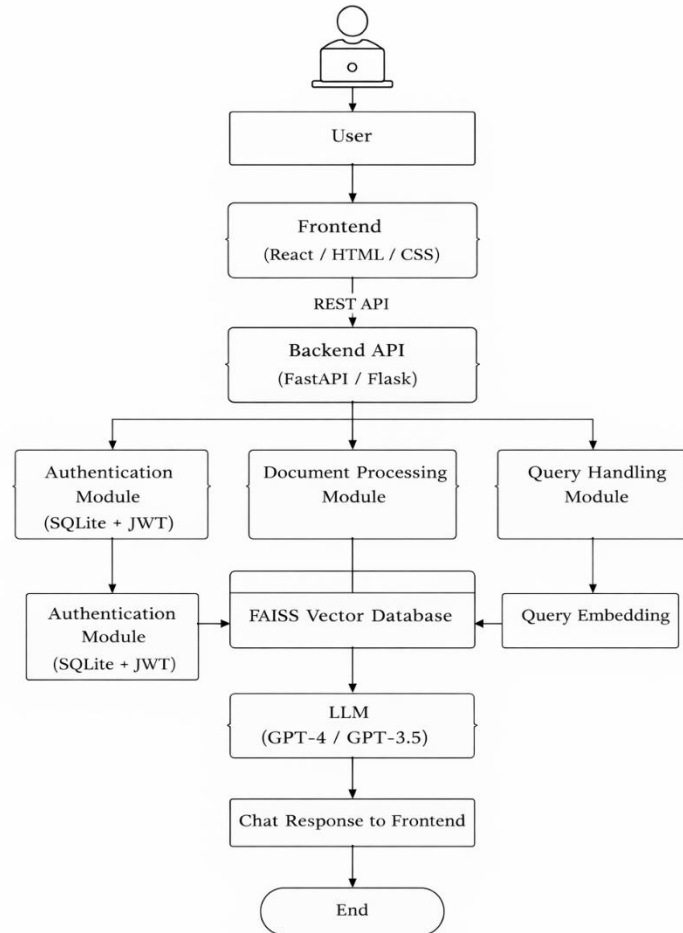 User
Frontend
(React / HTML / CSS)
REST API
Backend API
(FastAPI / Flask)
Authentication
Module
(SQLite + JWT)
Document Processing
Module
Query Handling
Module
Authentication
Module
(SQLite + JWT)
FAISS Vector Database
Query Embedding
LLM
(GPT-4 / GPT-3.5)
Chat Response to Frontend
End